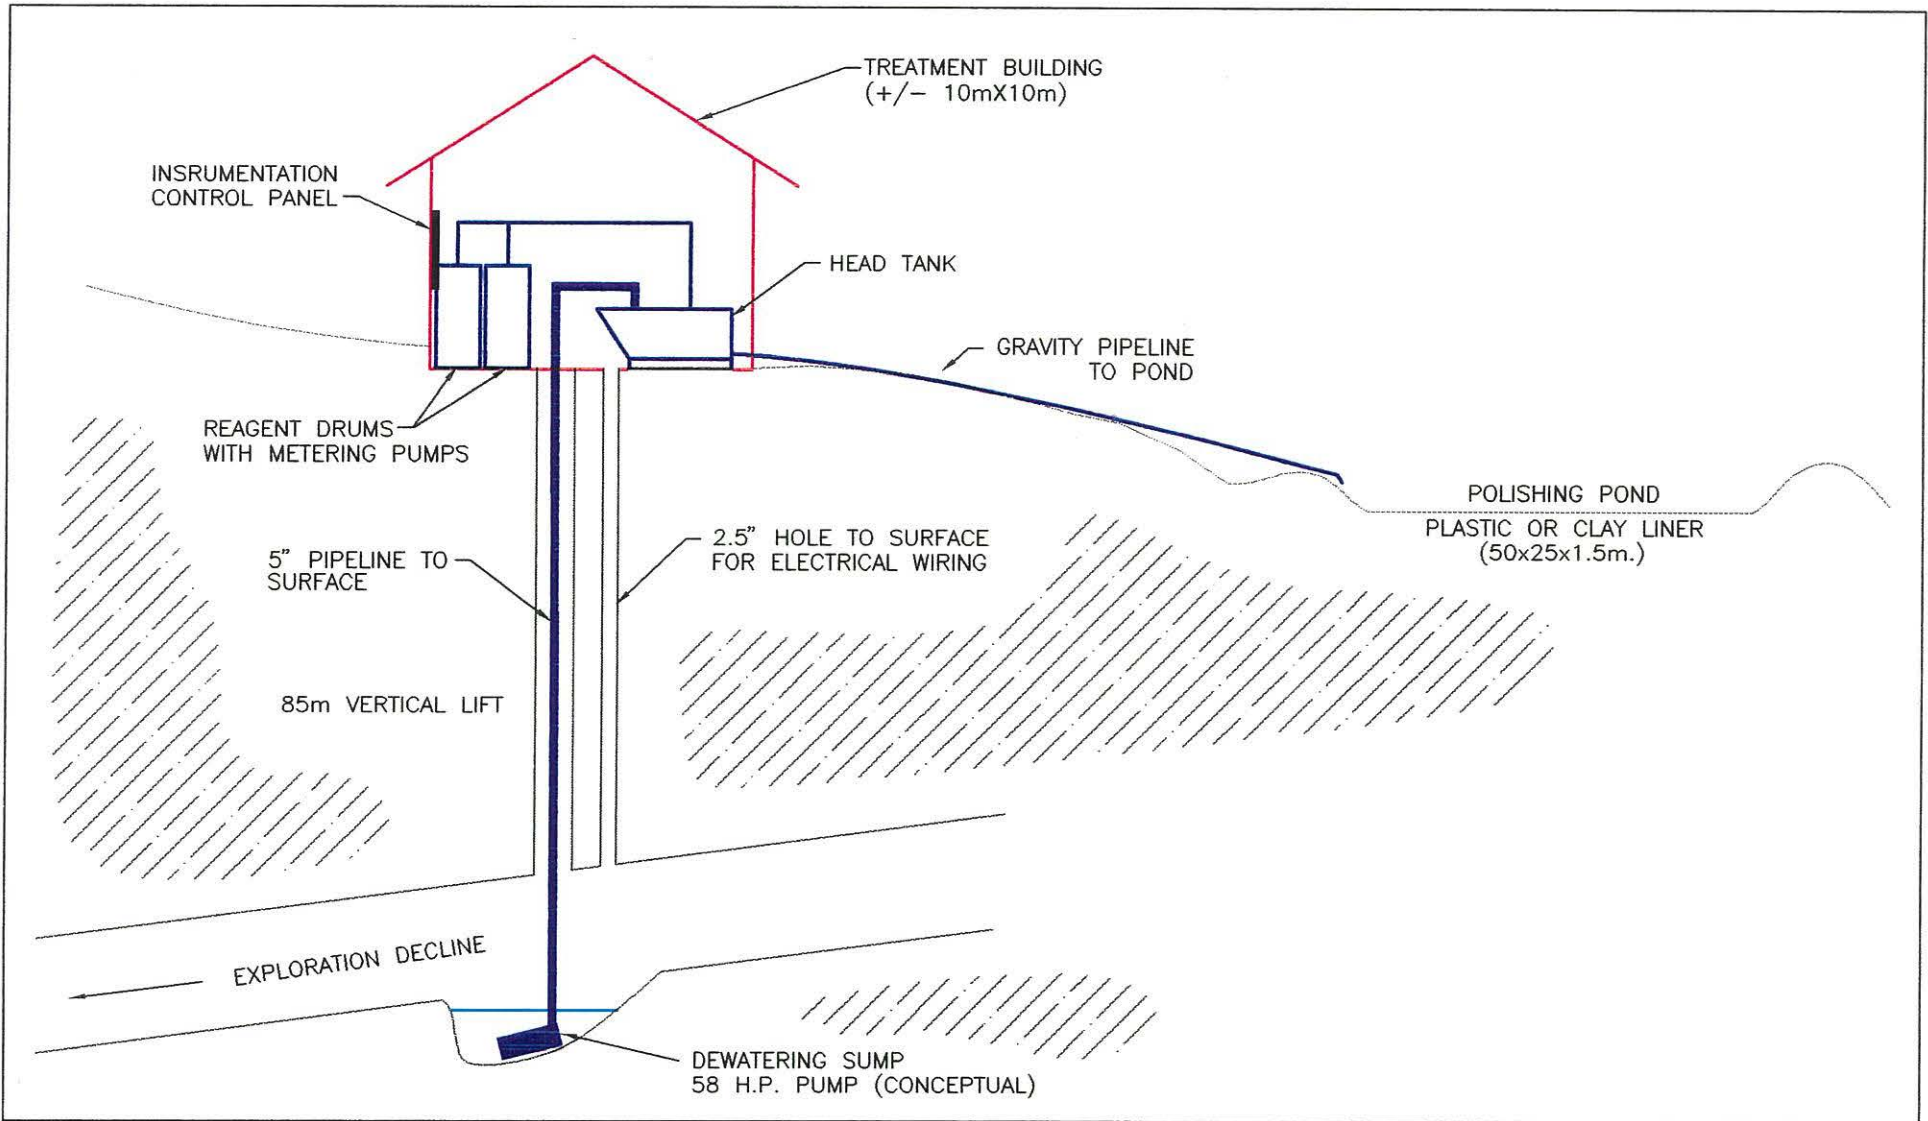 TREATMENT BUILDING
(+/- 10mX10m)
INSRUMENTATION
CONTROL PANEL
HEAD TANK
GRAVITY PIPELINE
TO POND
REAGENT DRUMS
WITH METERING PUMPS
POLISHING POND
PLASTIC OR CLAY LINER
(50x25x1.5m.)
2.5" HOLE TO SURFACE
FOR ELECTRICAL WIRING
5" PIPELINE TO
SURFACE
85m VERTICAL LIFT
EXPLORATION DECLINE
DEWATERING SUMP
58 H.P. PUMP (CONCEPTUAL)